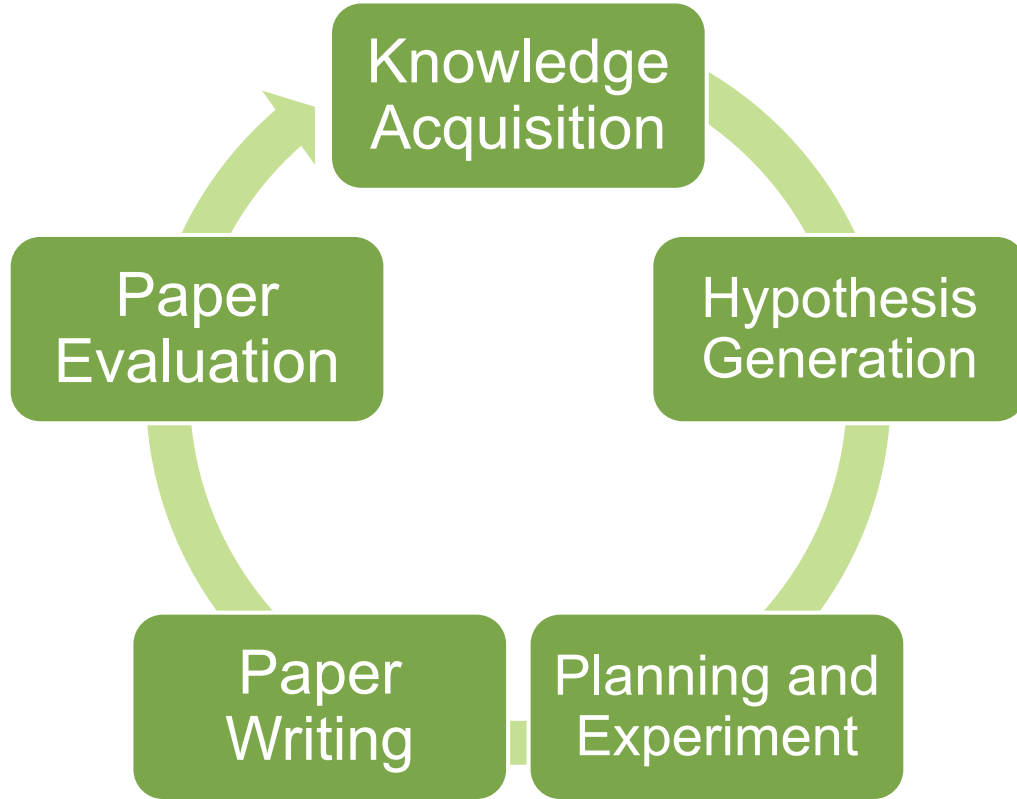 Knowledge
Acquisition
Hypothesis
Generation
Planning and
Experiment
Paper
Writing
Paper
Evaluation